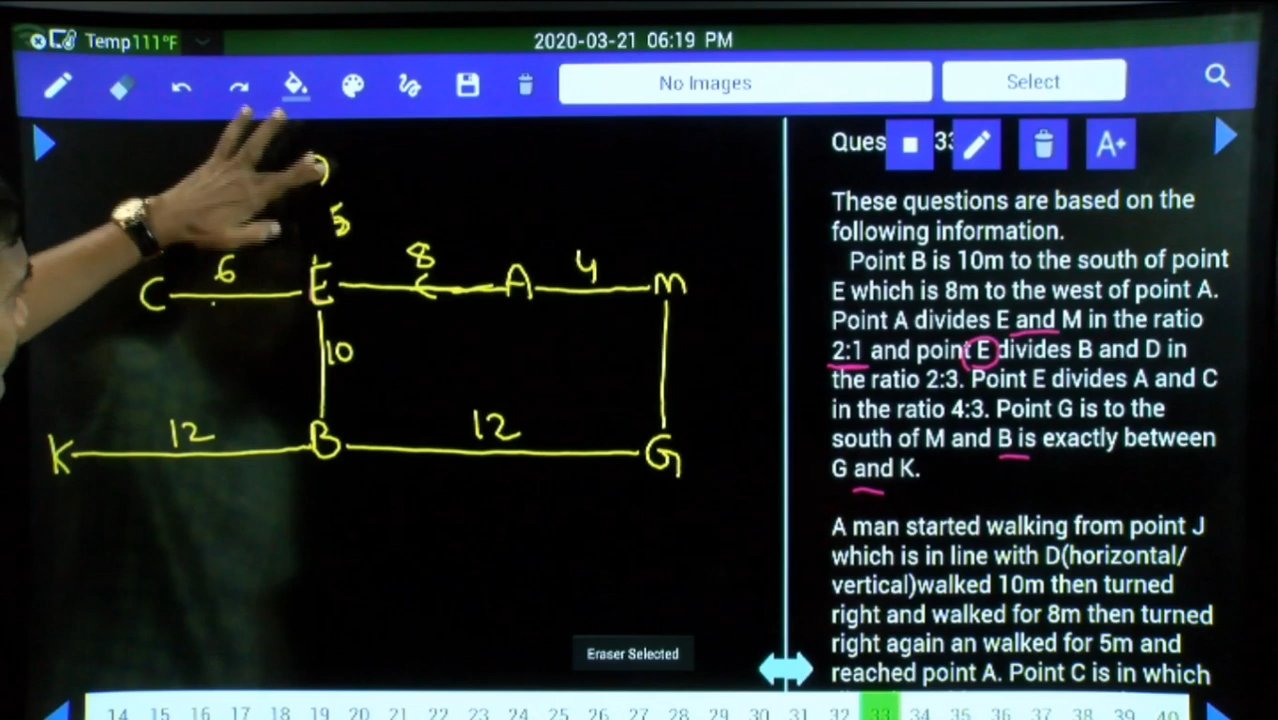 Temp111°F
2020-03-21 06:19 PM
No Images
Select
Ques
33
A+
These questions are based on the
following information.
Point B is 10m to the south of point
E which is 8m to the west of point A.
Point A divides E and M in the ratio
2:1 and point E divides B and D in
the ratio 2:3. Point E divides A and C
in the ratio 4:3. Point G is to the
south of M and B is exactly between
G and K.
A man started walking from point J
which is in line with D(horizontal/
vertical)walked 10m then turned
right and walked for 8m then turned
right again an walked for 5m and
reached point A. Point C is in which
5
C 6 E 8 A 4 M
10
K 12 B 12 G
Eraser Selected
14 15 16 17 18 19 20 21 22 23 24 25 26 27 28 29 30 31 32 33 34 35 36 37 38 39 40